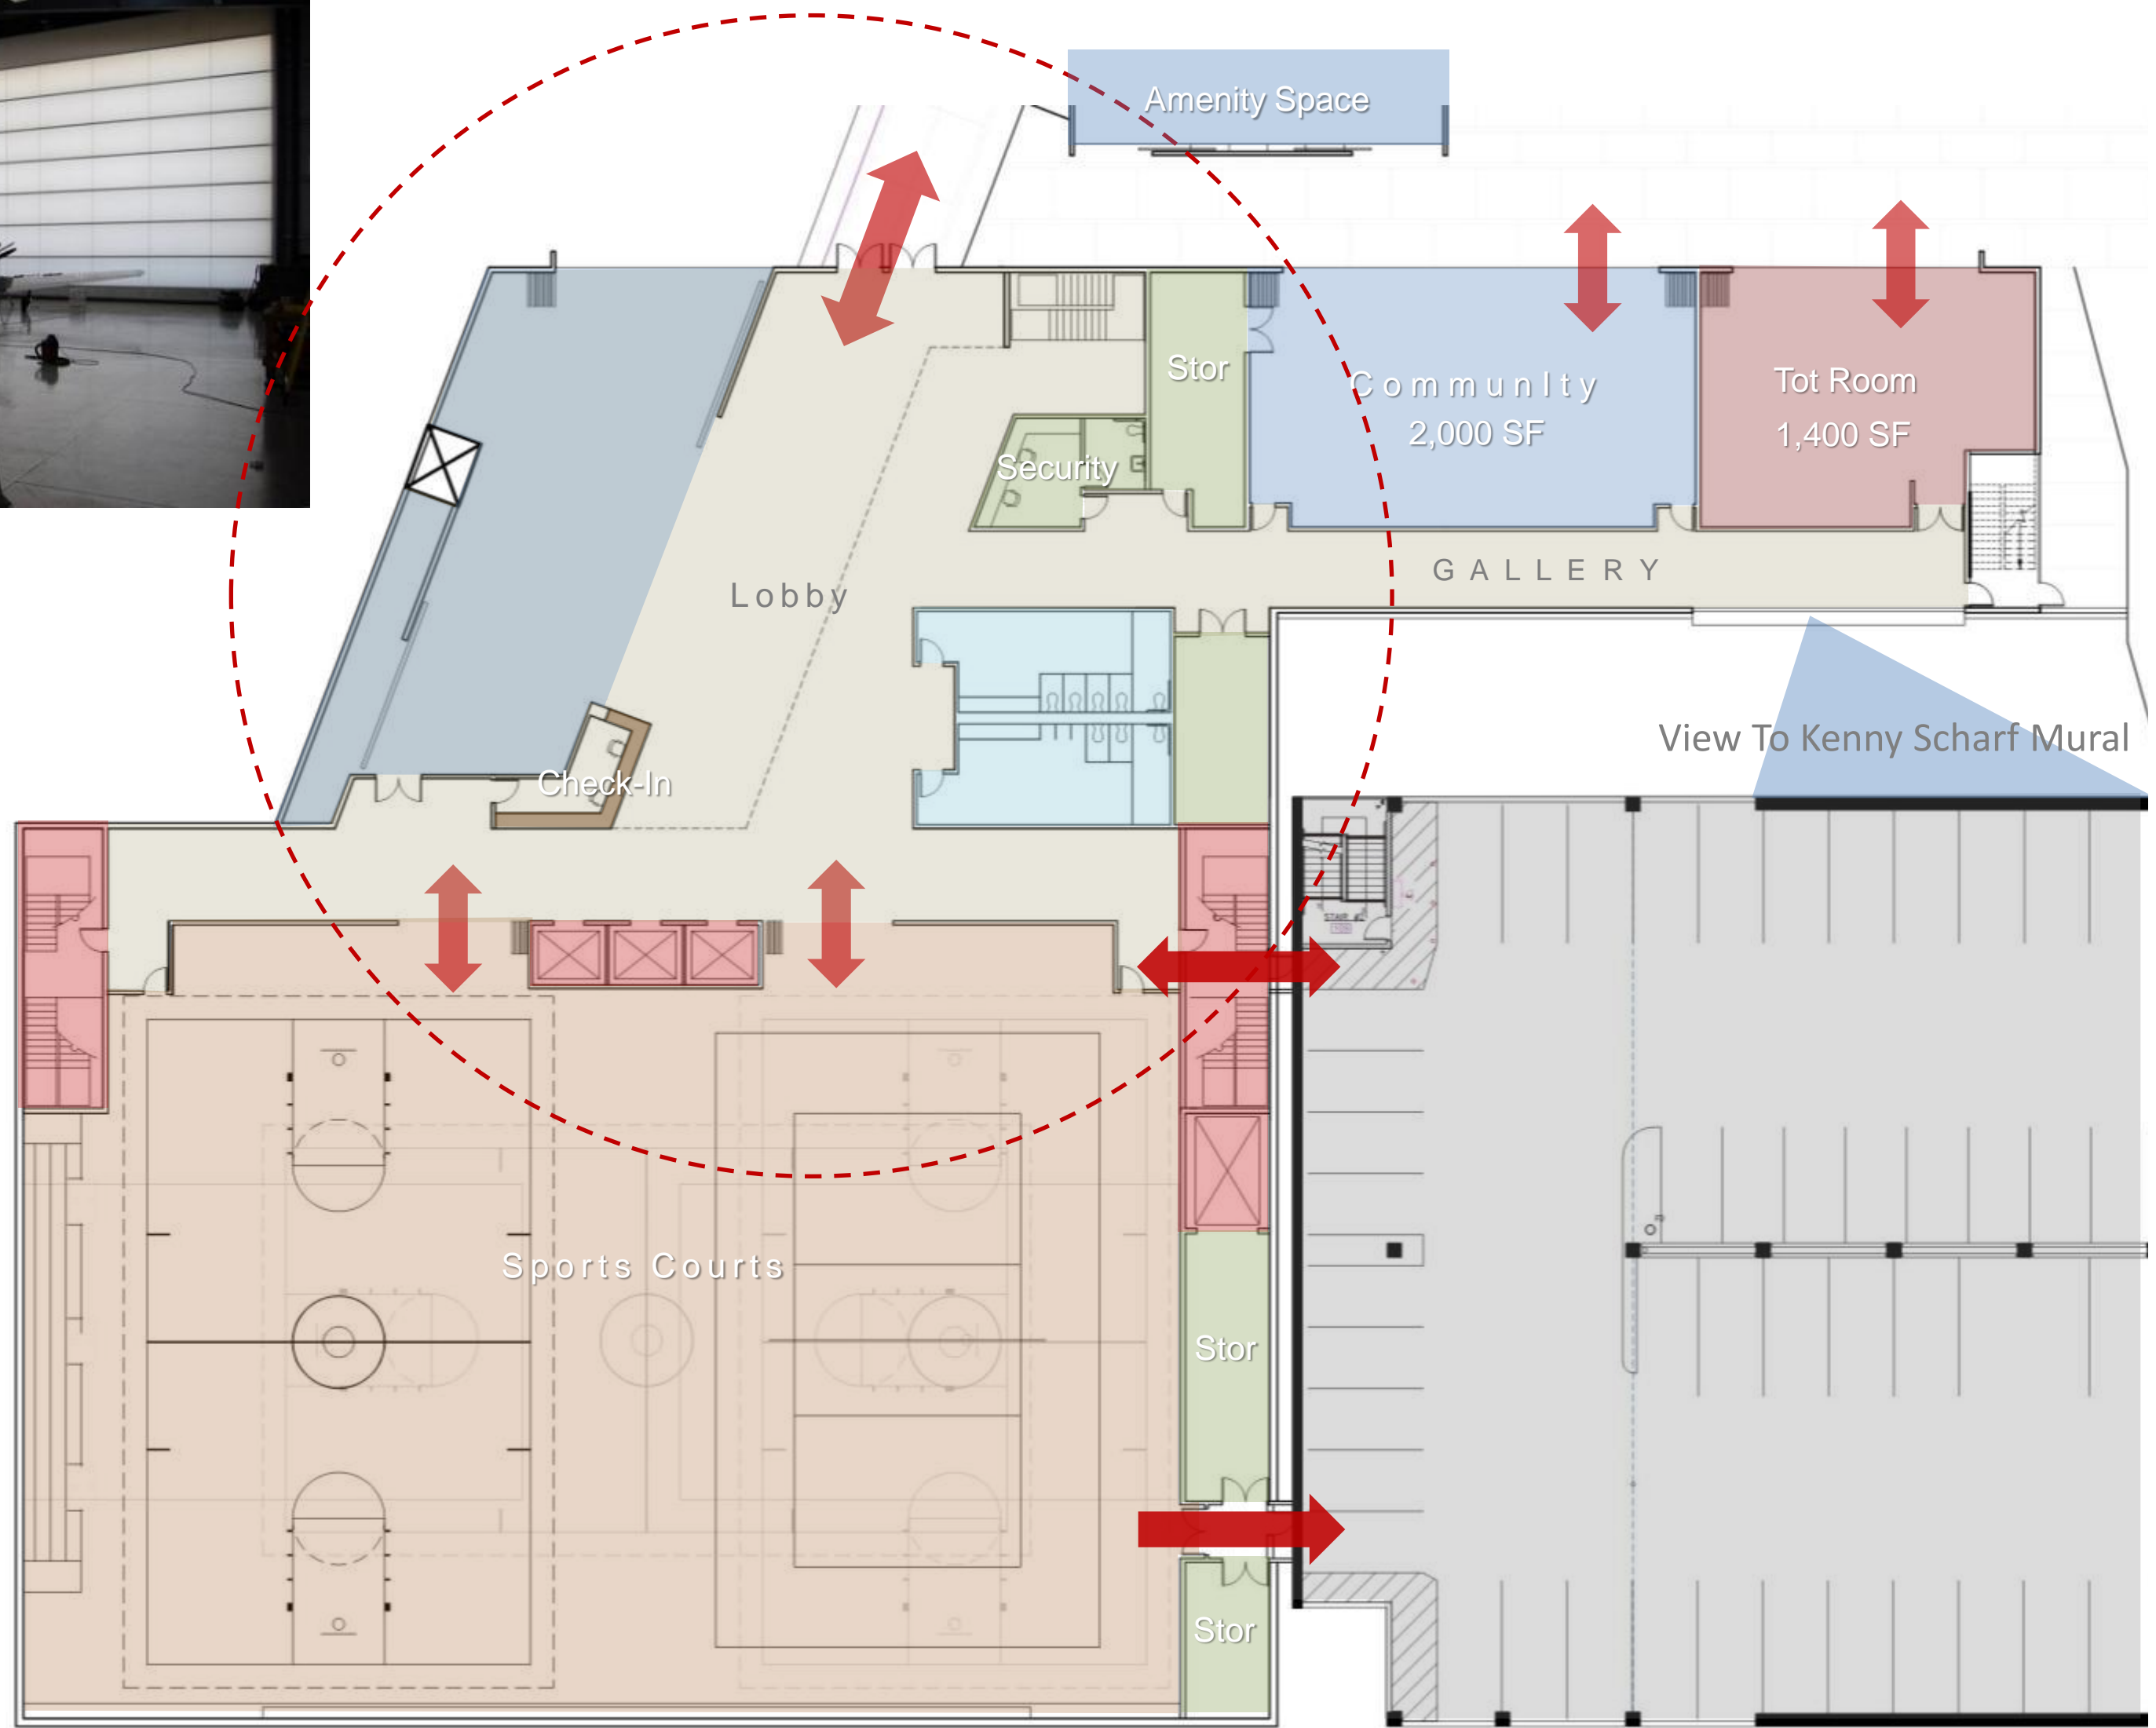 Amenity Space
Stor
CommunIty
2,000 SF
Tot Room
1,400 SF
Security
GALLERY
Lobby
View To Kenny Scharf Mural
Check-In
Sports Courts
Stor
Stor